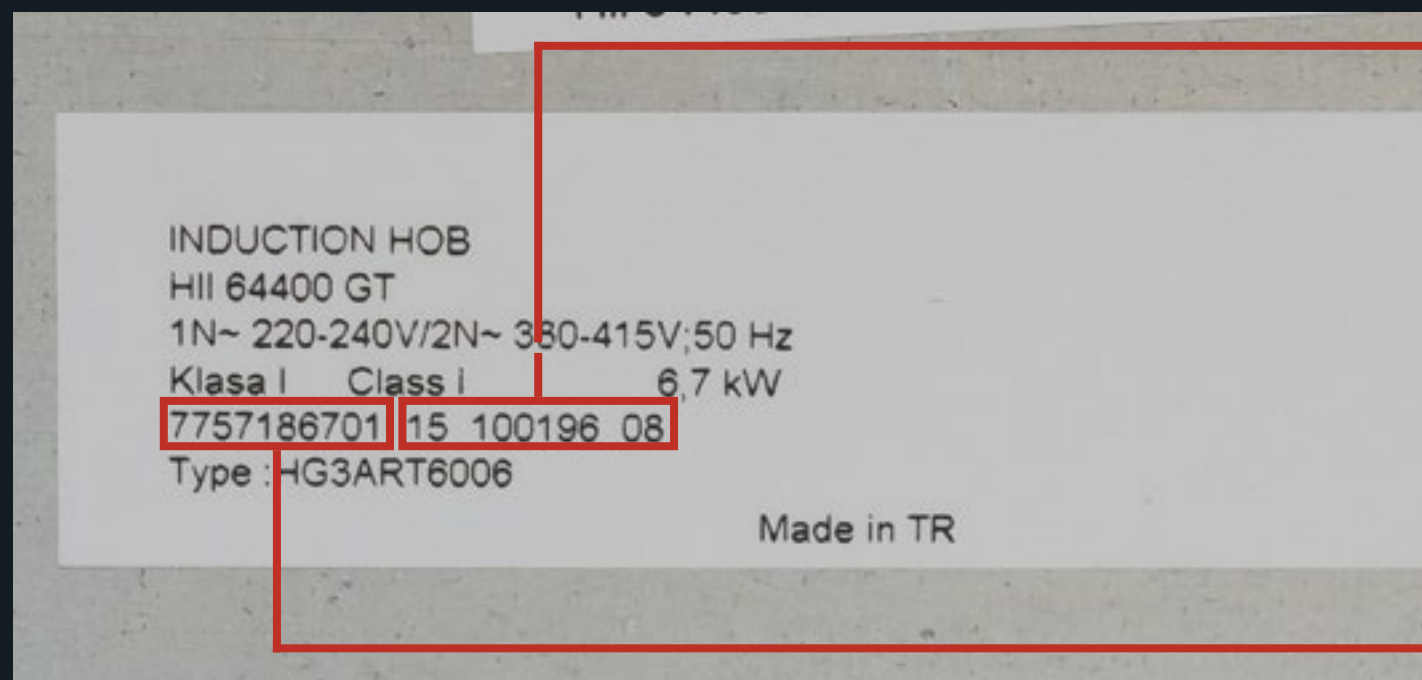 INDUCTION HOB
HII 64400 GT
1N~ 220-240V/2N~ 380-415V;50 Hz
Klasa I Class i 6,7 kW
7757186701 15 100196 08
Type :HG3ART6006
Made in TR